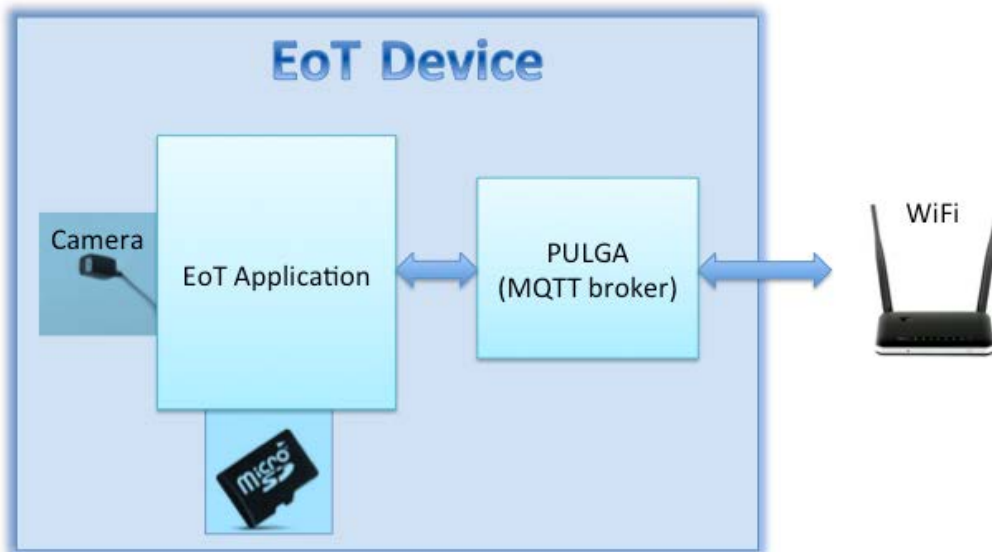 EoT Device
Camera
EoT Application
PULGA
(MQTT broker)
WiFi
micro
SD